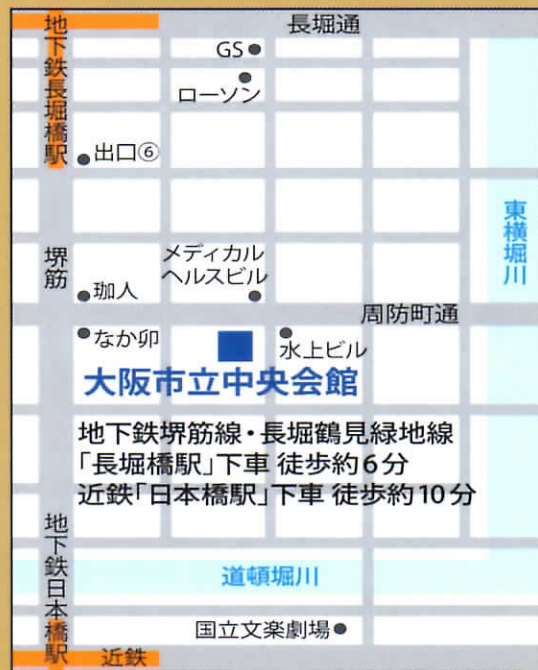 長堀通
地下鉄長堀橋駅
GS
ローソン
出口⑥
東横堀川
堺筋
メディカル
ヘルスビル
珈人
周防町通
なか卯
水上ビル
大阪市立中央会館
地下鉄堺筋線・長堀鶴見緑地線
「長堀橋駅」下車 徒歩約6分
近鉄「日本橋駅」下車 徒歩約10分
地下鉄日本橋駅
道頓堀川
国立文楽劇場
近鉄